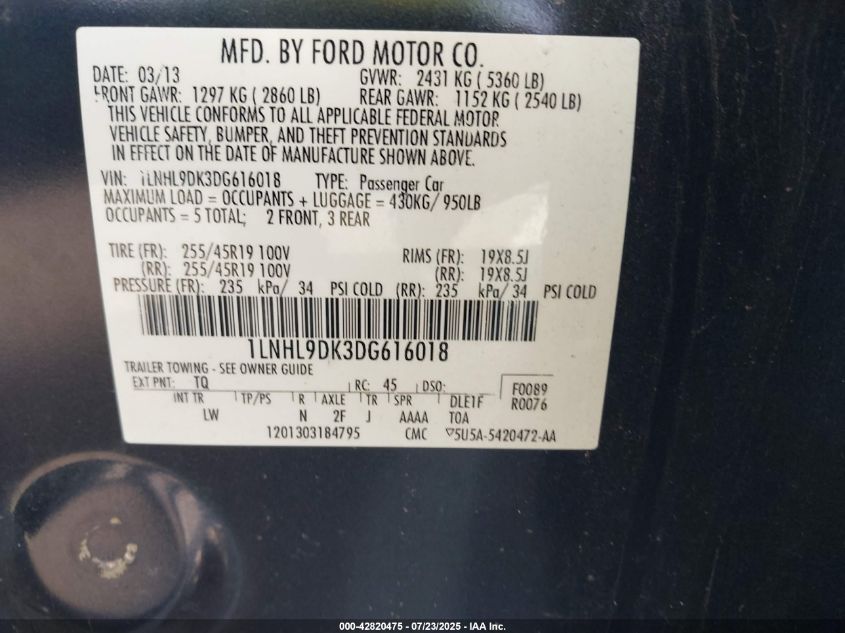 MFD. BY FORD MOTOR CO.
DATE: 03/13 GVWR: 2431 KG ( 5360 LB)
FRONT GAWR: 1297 KG ( 2860 LB) REAR GAWR: 1152 KG ( 2540 LB)
THIS VEHICLE CONFORMS TO ALL APPLICABLE FEDERAL MOTOR
VEHICLE SAFETY, BUMPER, AND THEFT PREVENTION STANDARDS
IN EFFECT ON THE DATE OF MANUFACTURE SHOWN ABOVE.
VIN: 1LNHL9DK3DG616018 TYPE: Passenger Car
MAXIMUM LOAD = OCCUPANTS + LUGGAGE = 430KG/ 950LB
OCCUPANTS = 5 TOTAL; 2 FRONT, 3 REAR
TIRE (FR): 255/45R19 100V RIMS (FR): 19X8.5J
(RR): 255/45R19 100V (RR): 19X8.5J
PRESSURE (FR): 235 kPa/ 34 PSI COLD (RR): 235 kPa/ 34 PSI COLD
1LNHL9DK3DG616018
TRAILER TOWING - SEE OWNER GUIDE
EXT PNT: TQ RC: 45 DSO: F0089
INT TR TP/PS R AXLE TR SPR DLE1F R0076
LW N 2F J AAAA TOA
1201303184795 CMC ▽5U5A-5420472-AA
000-42820475 — 07/23/2025 - IAA Inc.